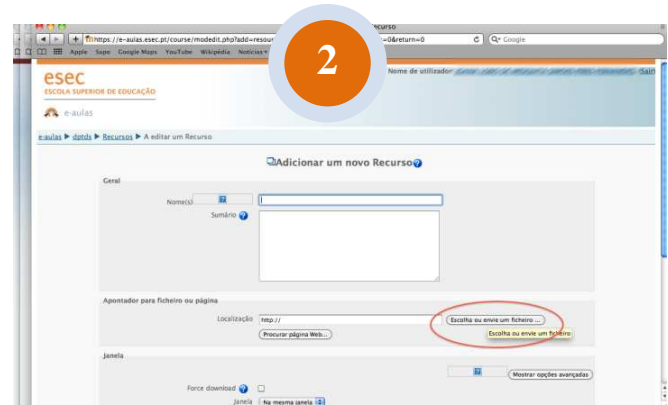 curso
https://e-aulas.esec.pt/course/modedit.php?add=resour =0&return=0 Google
Apple Sapo Google Maps YouTube Wikipédia Notícias
2
esec
ESCOLA SUPERIOR DE EDUCAÇÃO
Nome de utilizador: (Sair)
e-aulas
e-aulas ► dptds ► Recursos ► A editar um Recurso
Adicionar um novo Recurso
Geral
Nome(s)
Sumário
Apontador para ficheiro ou página
Localização http:// Escolha ou envie um ficheiro ...
Procurar página Web... Escolha ou envie um ficheiro
Janela
Mostrar opções avançadas
Force download
Janela Na mesma janela